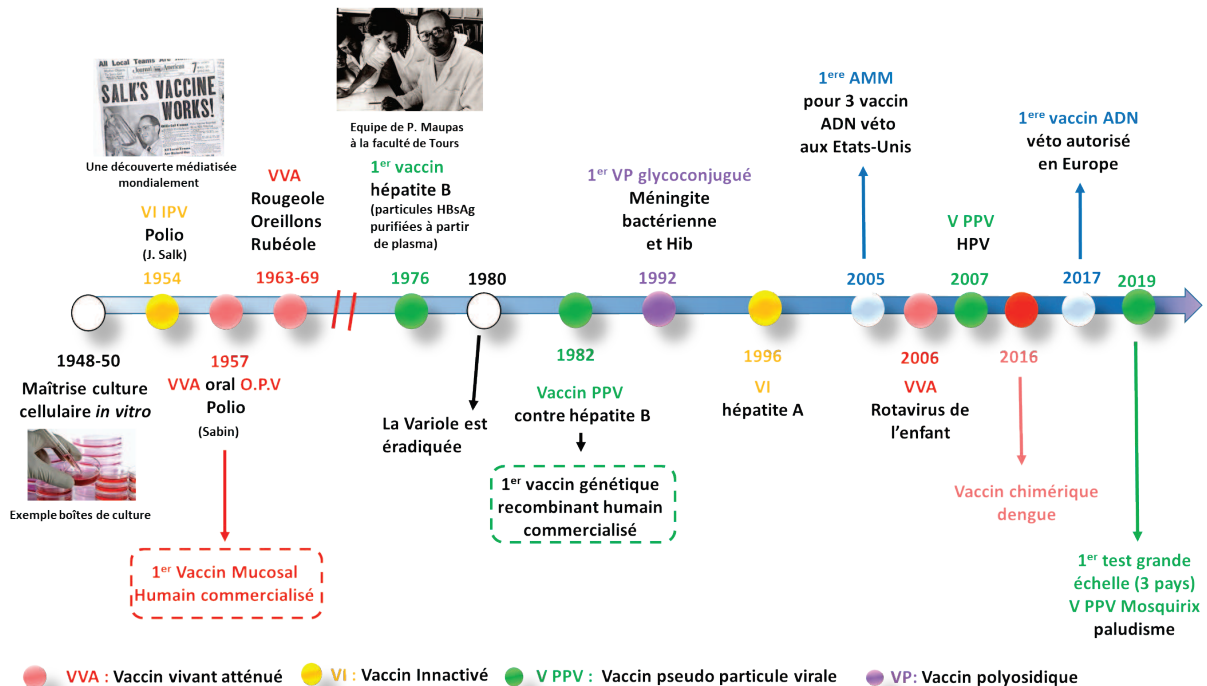 All Local Teams Are
Journal American
SALK'S VACCINE
WORKS!
Une découverte médiatisée
mondialement
VI IPV
Polio
(J. Salk)
1954
VVA
Rougeole
Oreillons
Rubéole
1963-69
Equipe de P. Maupas
à la faculté de Tours
1er vaccin
hépatite B
(particules HBsAg
purifiées à partir
de plasma)
1976
1980
1er VP glycoconjugué
Méningite
bactérienne
et Hib
1992
1ere AMM
pour 3 vaccin
ADN véto
aux Etats-Unis
2005
V PPV
HPV
2007
1ere vaccin ADN
véto autorisé
en Europe
2017
2019
1948-50
Maîtrise culture
cellulaire in vitro
Exemple boîtes de culture
1957
VVA oral O.P.V
Polio
(Sabin)
1er Vaccin Mucosal
Humain commercialisé
La Variole est
éradiquée
1982
Vaccin PPV
contre hépatite B
1er vaccin génétique
recombinant humain
commercialisé
1996
VI
hépatite A
2006
VVA
Rotavirus de
l'enfant
2016
Vaccin chimérique
dengue
1er test grande
échelle (3 pays)
V PPV Mosquirix
paludisme
VVA : Vaccin vivant atténué
VI : Vaccin Innactivé
V PPV : Vaccin pseudo particule virale
VP: Vaccin polyosidique